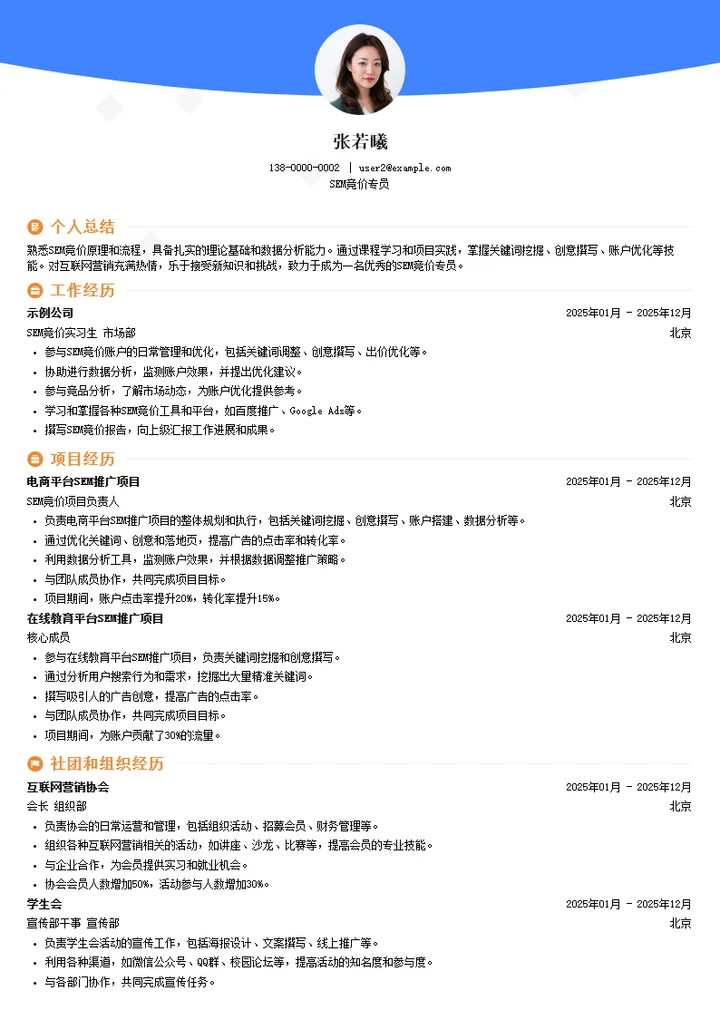 张若曦
138-0000-0002 | user2@example.com
SEM竞价专员
个人总结
熟悉SEM竞价原理和流程，具备扎实的理论基础和数据分析能力。通过课程学习和项目实践，掌握关键词挖掘、创意撰写、账户优化等技
能。对互联网营销充满热情，乐于接受新知识和挑战，致力于成为一名优秀的SEM竞价专员。
工作经历
示例公司 2025年01月 - 2025年12月
SEM竞价实习生 市场部 北京
• 参与SEM竞价账户的日常管理和优化，包括关键词调整、创意撰写、出价优化等。
• 协助进行数据分析，监测账户效果，并提出优化建议。
• 参与竞品分析，了解市场动态，为账户优化提供参考。
• 学习和掌握各种SEM竞价工具和平台，如百度推广、Google Ads等。
• 撰写SEM竞价报告，向上级汇报工作进展和成果。
项目经历
电商平台SEM推广项目 2025年01月 - 2025年12月
SEM竞价项目负责人 北京
• 负责电商平台SEM推广项目的整体规划和执行，包括关键词挖掘、创意撰写、账户搭建、数据分析等。
• 通过优化关键词、创意和落地页，提高广告的点击率和转化率。
• 利用数据分析工具，监测账户效果，并根据数据调整推广策略。
• 与团队成员协作，共同完成项目目标。
• 项目期间，账户点击率提升20%，转化率提升15%。
在线教育平台SEM推广项目 2025年01月 - 2025年12月
核心成员 北京
• 参与在线教育平台SEM推广项目，负责关键词挖掘和创意撰写。
• 通过分析用户搜索行为和需求，挖掘出大量精准关键词。
• 撰写吸引人的广告创意，提高广告的点击率。
• 与团队成员协作，共同完成项目目标。
• 项目期间，为账户贡献了30%的流量。
社团和组织经历
互联网营销协会 2025年01月 - 2025年12月
会长 组织部 北京
• 负责协会的日常运营和管理，包括组织活动、招募会员、财务管理等。
• 组织各种互联网营销相关的活动，如讲座、沙龙、比赛等，提高会员的专业技能。
• 与企业合作，为会员提供实习和就业机会。
• 协会会员人数增加50%，活动参与人数增加30%。
学生会 2025年01月 - 2025年12月
宣传部干事 宣传部 北京
• 负责学生会活动的宣传工作，包括海报设计、文案撰写、线上推广等。
• 利用各种渠道，如微信公众号、QQ群、校园论坛等，提高活动的知名度和参与度。
• 与各部门协作，共同完成宣传任务。